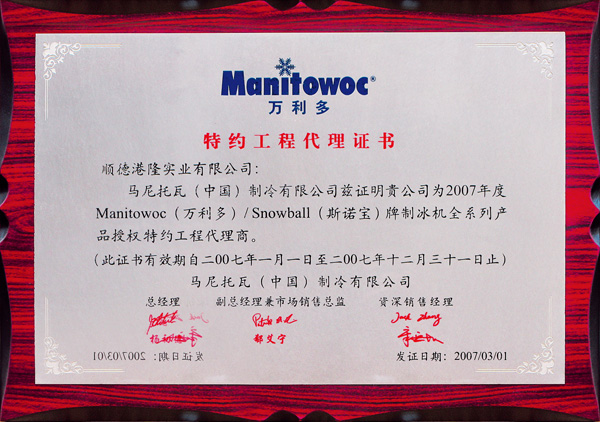 Manitowoc®
万利多
特约工程代理证书
顺德港隆实业有限公司：
马尼托瓦（中国）制冷有限公司兹证明贵公司为2007年度
Manitowoc（万利多）/ Snowball（斯诺宝）牌制冰机全系列产
品授权特约工程代理商。
（此证书有效期自二00七年一月一日至二00七年十二月三十一日止）
马尼托瓦（中国）制冷有限公司
总经理 副总经理兼市场销售总监 资深销售经理
Jack Zhang
郁艾宁
发证日期：2007/03/01 发证日期：2007/03/01